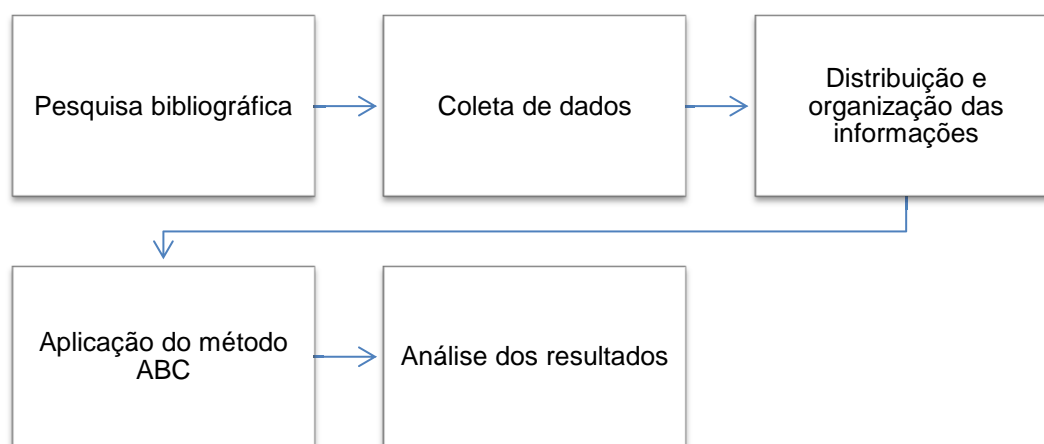 Pesquisa bibliográfica
Coleta de dados
Distribuição e
organização das
informações
Aplicação do método
ABC
Análise dos resultados